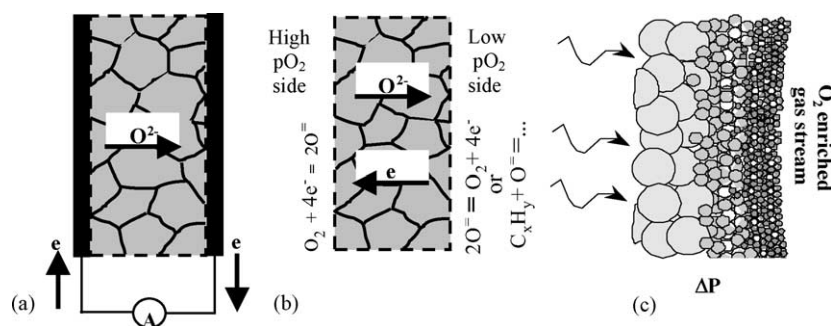 O²⁻
e
e
A
(a)
High
pO₂
side
O₂ + 4e⁻ = 2O⁼
O²⁻
e
(b)
Low
pO₂
side
2O⁼ = O₂ + 4e⁻
or
CₓHᵧ + O⁼=...
O₂ enriched
gas stream
ΔP
(c)